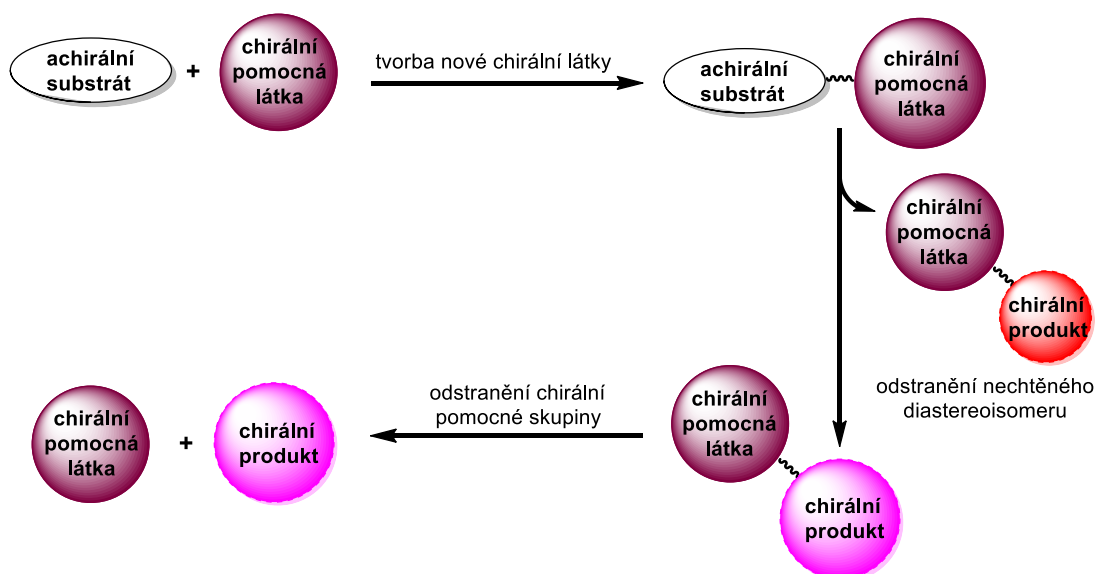 achirální
substrát
+
chirální
pomocná
látka
tvorba nové chirální látky
achirální
substrát
chirální
pomocná
látka
chirální
pomocná
látka
chirální
produkt
odstranění nechtěného
diastereoisomeru
chirální
pomocná
látka
chirální
produkt
odstranění chirální
pomocné skupiny
chirální
pomocná
látka
+
chirální
produkt